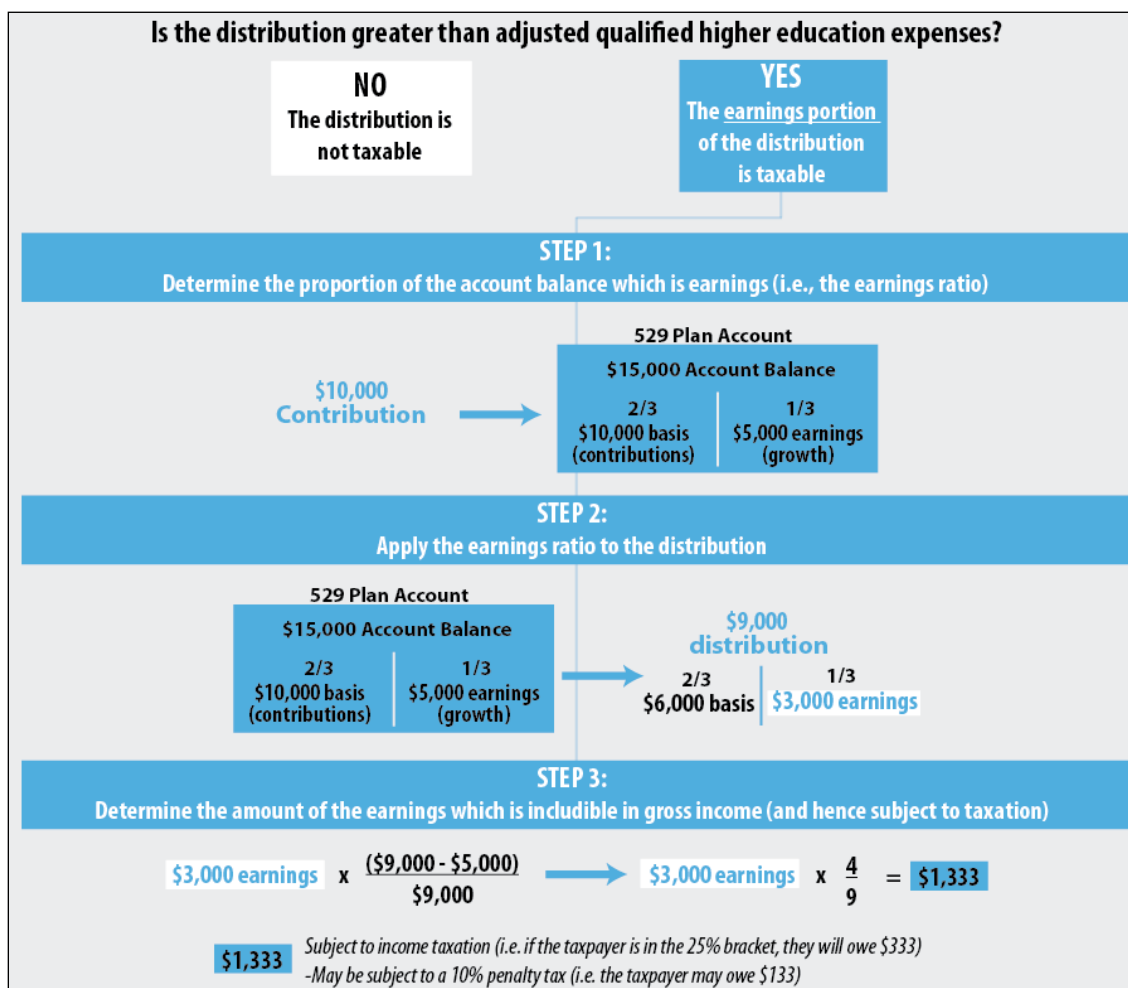 Is the distribution greater than adjusted qualified higher education expenses?
NO
The distribution is
not taxable
YES
The earnings portion
of the distribution
is taxable
STEP 1:
Determine the proportion of the account balance which is earnings (i.e., the earnings ratio)
$10,000
Contribution
529 Plan Account
$15,000 Account Balance
2/3
$10,000 basis
(contributions)
1/3
$5,000 earnings
(growth)
STEP 2:
Apply the earnings ratio to the distribution
529 Plan Account
$15,000 Account Balance
2/3
$10,000 basis
(contributions)
1/3
$5,000 earnings
(growth)
$9,000
distribution
2/3
$6,000 basis
1/3
$3,000 earnings
STEP 3:
Determine the amount of the earnings which is includible in gross income (and hence subject to taxation)
$3,000 earnings x ($9,000 - $5,000)
$9,000
$3,000 earnings x 4
9
= $1,333
$1,333
Subject to income taxation (i.e. if the taxpayer is in the 25% bracket, they will owe $333)
-May be subject to a 10% penalty tax (i.e. the taxpayer may owe $133)